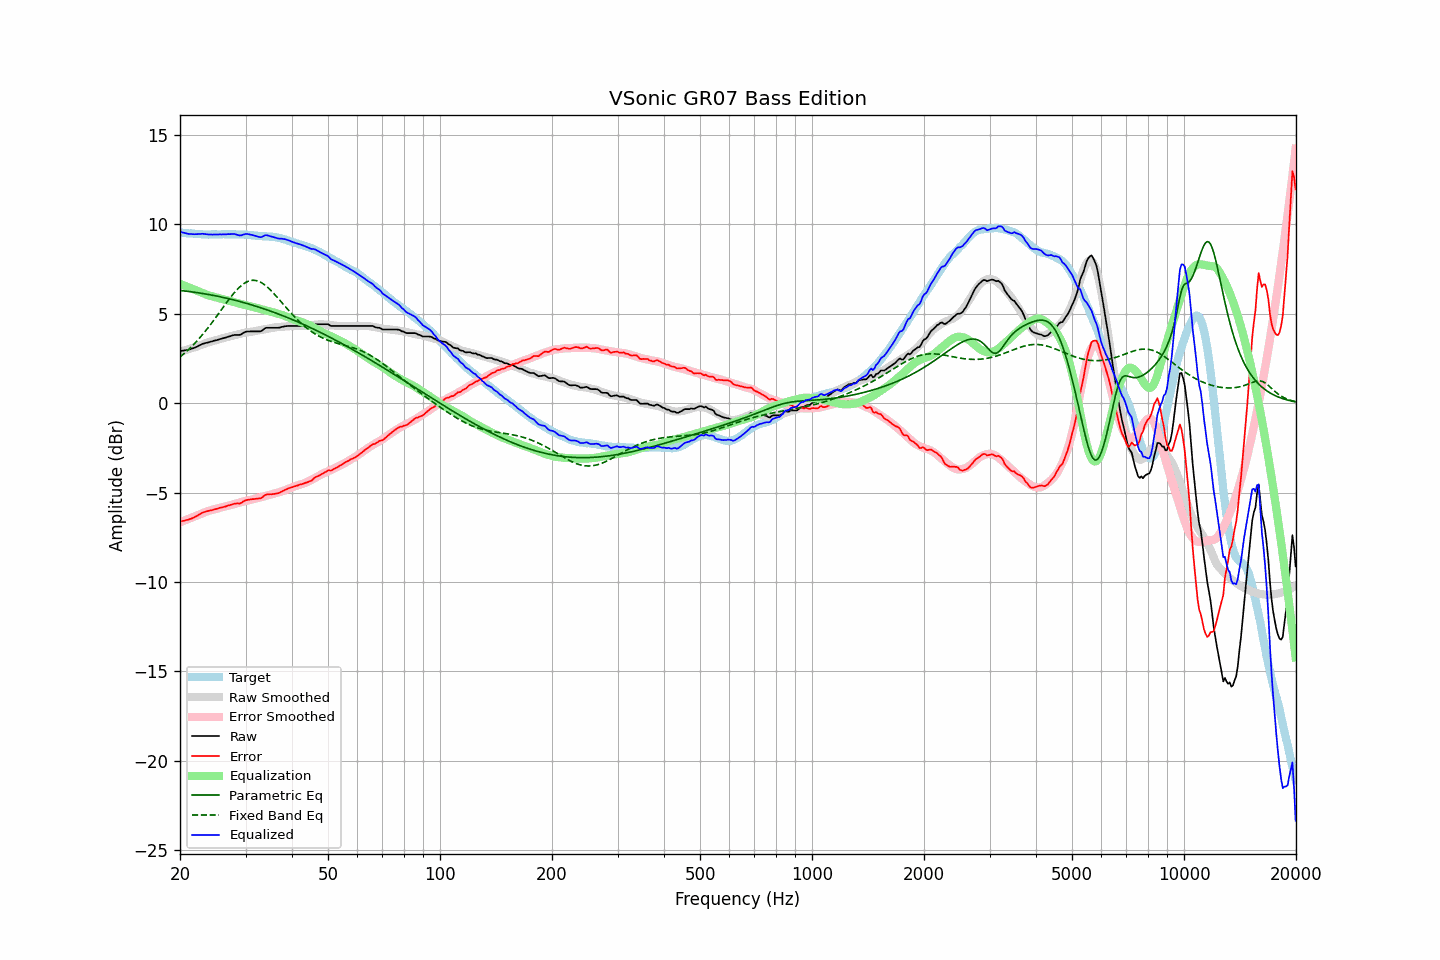 VSonic GR07 Bass Edition
Amplitude (dBr)
15
10
5
0
−5
−10
−15
−20
−25
Target
Raw Smoothed
Error Smoothed
Raw
Error
Equalization
Parametric Eq
Fixed Band Eq
Equalized
20 50 100 200 500 1000 2000 5000 10000 20000
Frequency (Hz)